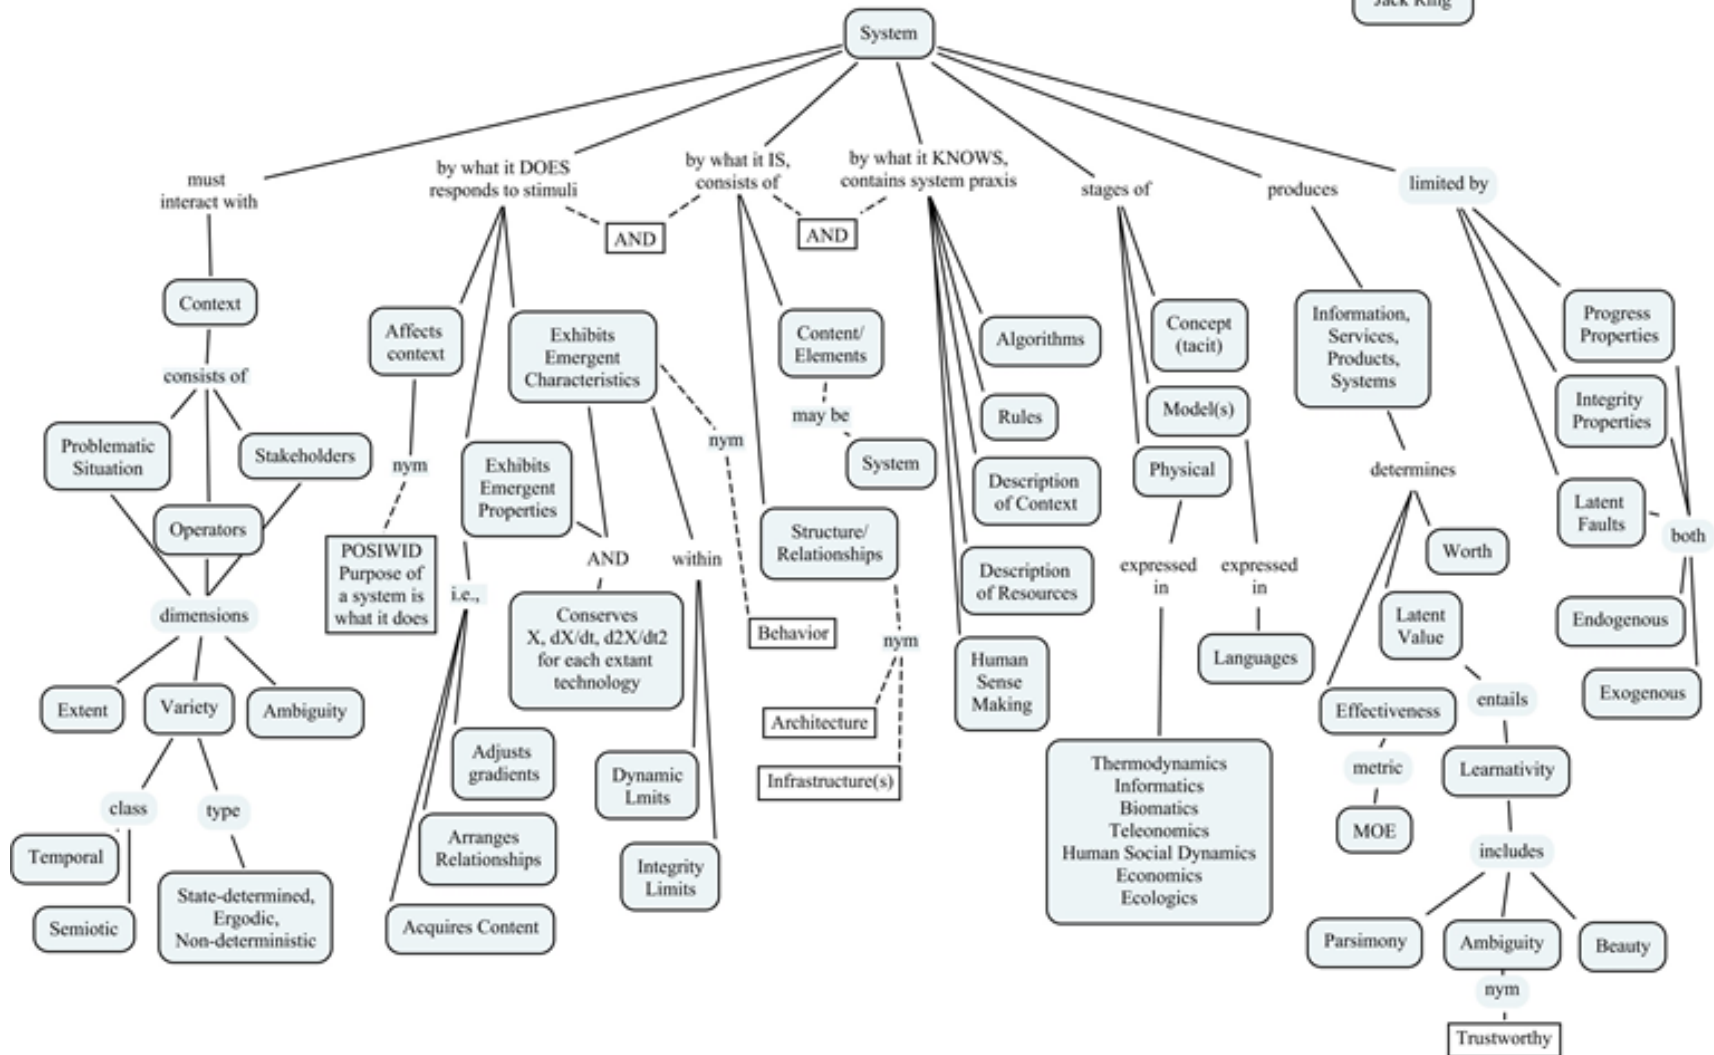 Jack King
System
must
interact with
by what it DOES
responds to stimuli
by what it IS,
consists of
by what it KNOWS,
contains system praxis
stages of
produces
limited by
AND
AND
Context
consists of
Problematic
Situation
Stakeholders
Operators
dimensions
Extent
Variety
Ambiguity
class
type
Temporal
Semiotic
State-determined,
Ergodic,
Non-deterministic
Affects
context
nym
POSIWID
Purpose of
a system is
what it does
Exhibits
Emergent
Characteristics
Exhibits
Emergent
Properties
i.e.,
AND
within
nym
Conserves
X, dX/dt, d2X/dt2
for each extant
technology
Behavior
Adjusts
gradients
Arranges
Relationships
Acquires Content
Dynamic
Lmits
Integrity
Limits
Content/
Elements
may be
System
Structure/
Relationships
nym
Architecture
Infrastructure(s)
Algorithms
Rules
Description
of Context
Description
of Resources
Human
Sense
Making
Concept
(tacit)
Model(s)
Physical
expressed
in
expressed
in
Languages
Thermodynamics
Informatics
Biomatics
Teleonomics
Human Social Dynamics
Economics
Ecologics
Information,
Services,
Products,
Systems
determines
Worth
Latent
Value
Effectiveness
metric
MOE
entails
Learnativity
includes
Parsimony
Ambiguity
Beauty
nym
Trustworthy
Progress
Properties
Integrity
Properties
Latent
Faults
both
Endogenous
Exogenous